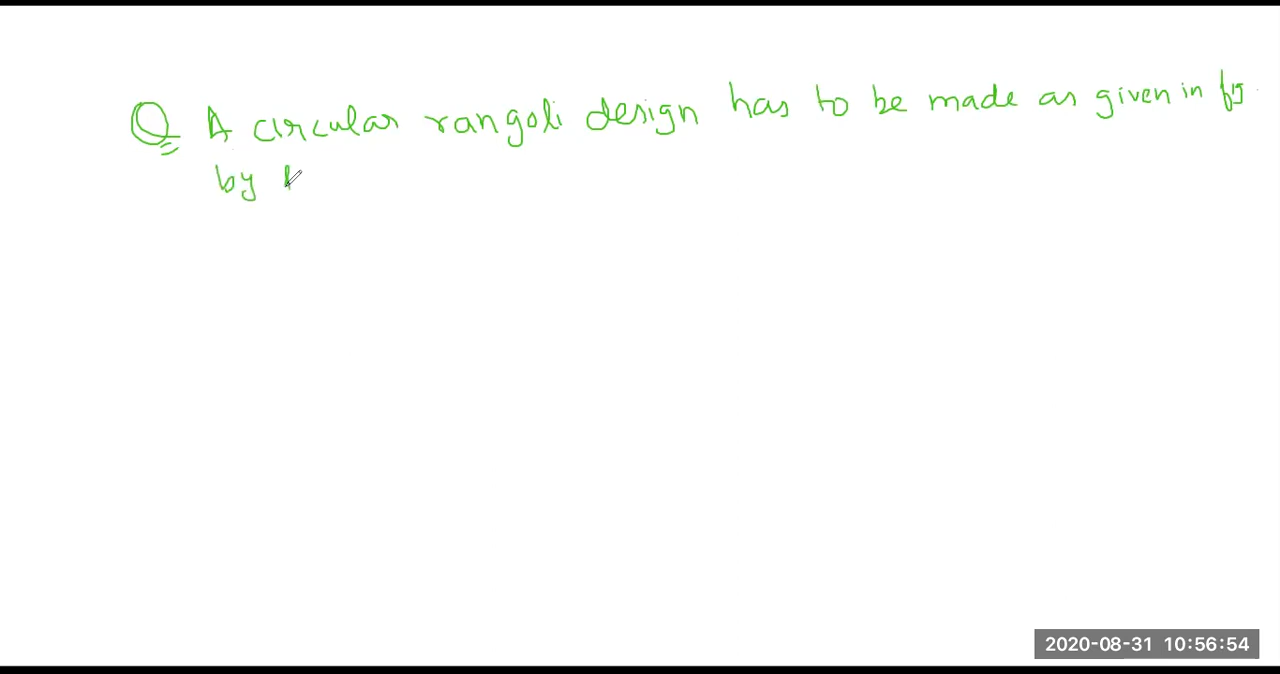 Q A circular rangoli design has to be made as given in fig.
by
2020-08-31 10:56:54